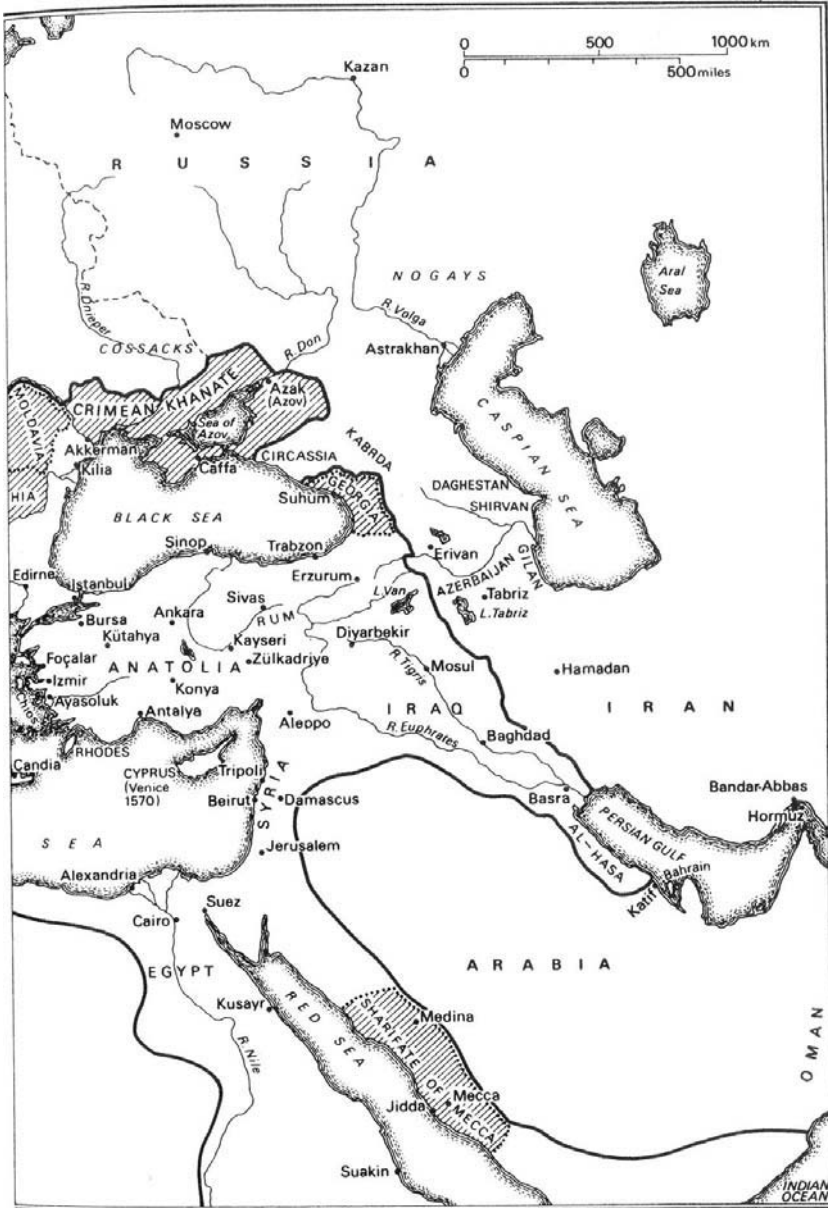 0 500 1000 km
0 500 miles
Kazan
Moscow
RUSSIA
NOGAYS
Aral
Sea
R.Dnieper
R.Volga
COSSACKS
R.Don
Astrakhan
CASPIAN SEA
MOLDAVIA
CRIMEAN KHANATE
Azak
(Azov)
Sea of
Azov
Akkerman
Kilia
Caffa
CIRCASSIA
KABRDA
HIA
GEORGIA
Suhum
DAGHESTAN
SHIRVAN
BLACK SEA
Sinop
Trabzon
Erivan
Edirne
Istanbul
Erzurum
AZERBAIJAN
GILAN
Sivas
L.Van
Tabriz
L.Tabriz
Bursa
Ankara
RUM
Kütahya
Kayseri
Diyarbekir
Foçalar
ANATOLIA
Zülkadriye
R.Tigris
Mosul
Hamadan
Izmir
Konya
Chios
Ayasoluk
Antalya
Aleppo
IRAQ
IRAN
R.Euphrates
Baghdad
RHODES
Candia
CYPRUS
(Venice
1570)
Tripoli
Beirut
SYRIA
Damascus
Basra
Bandar-Abbas
Hormuz
PERSIAN GULF
AL-HASA
SEA
Jerusalem
Bahrain
Katif
Alexandria
Suez
Cairo
EGYPT
ARABIA
Kusayr
RED SEA
Medina
SHARIFATE OF MECCA
R.Nile
Mecca
Jidda
OMAN
Suakin
INDIAN
OCEAN